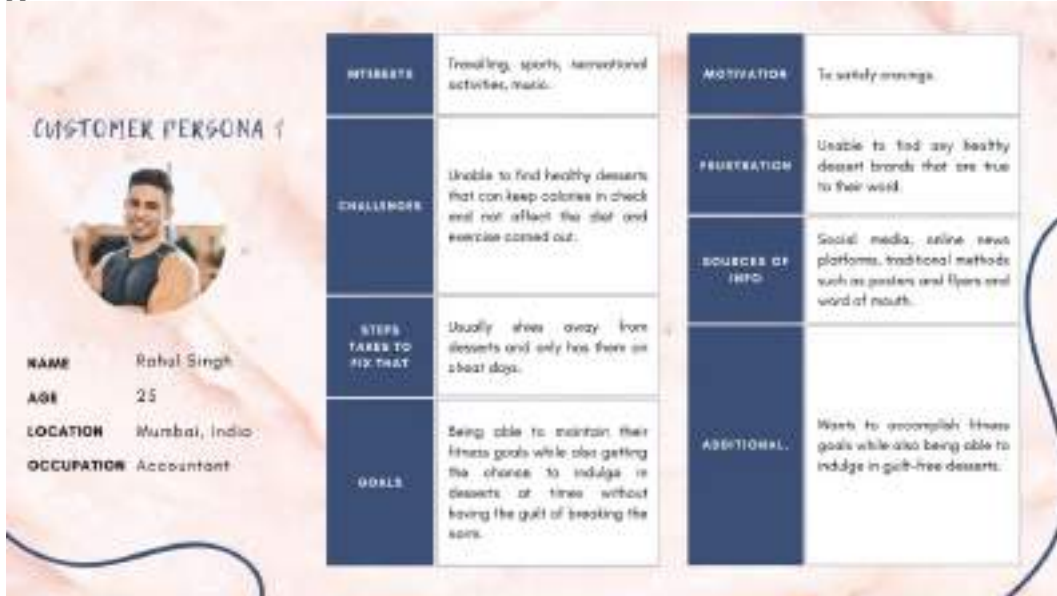 CUSTOMER PERSONA 1
NAME Rahul Singh
AGE 25
LOCATION Mumbai, India
OCCUPATION Accountant
INTERESTS
Travelling, sports, recreational
activities, music.
CHALLENGES
Unable to find healthy desserts
that can keep calories in check
and not affect the diet and
exercise carried out.
STEPS
TAKES TO
FIX THAT
Usually shies away from
desserts and only has them on
cheat days.
GOALS
Being able to maintain their
fitness goals while also getting
the chance to indulge in
desserts at times without
having the guilt of breaking the
MOTIVATION
To satisfy cravings.
FRUSTRATION
Unable to find any healthy
dessert brands that are true
to their word.
SOURCES OF
INFO
Social media, online news
platforms, traditional methods
such as posters and flyers and
word of mouth.
ADDITIONAL.
Wants to accomplish fitness
goals while also being able to
indulge in guilt-free desserts.